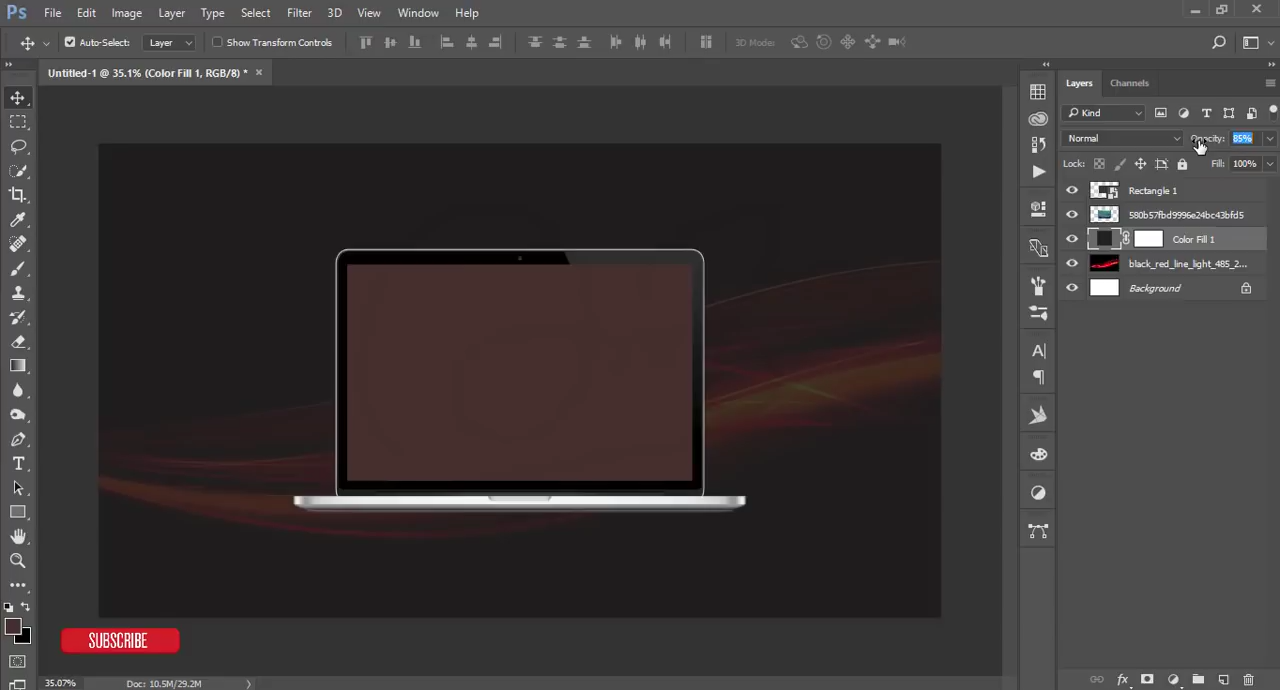 Ps File Edit Image Layer Type Select Filter 3D View Window Help
Auto-Select: Layer Show Transform Controls 3D Modes
Untitled-1 @ 35.1% (Color Fill 1, RGB/8) * ×
Layers Channels
Kind
Normal Opacity: 85%
Lock: Fill: 100%
Rectangle 1
580b57fbd9996e24bc43bfd5
Color Fill 1
black_red_line_light_485_2...
Background
SUBSCRIBE
35.07% Doc: 10.5M/29.2M